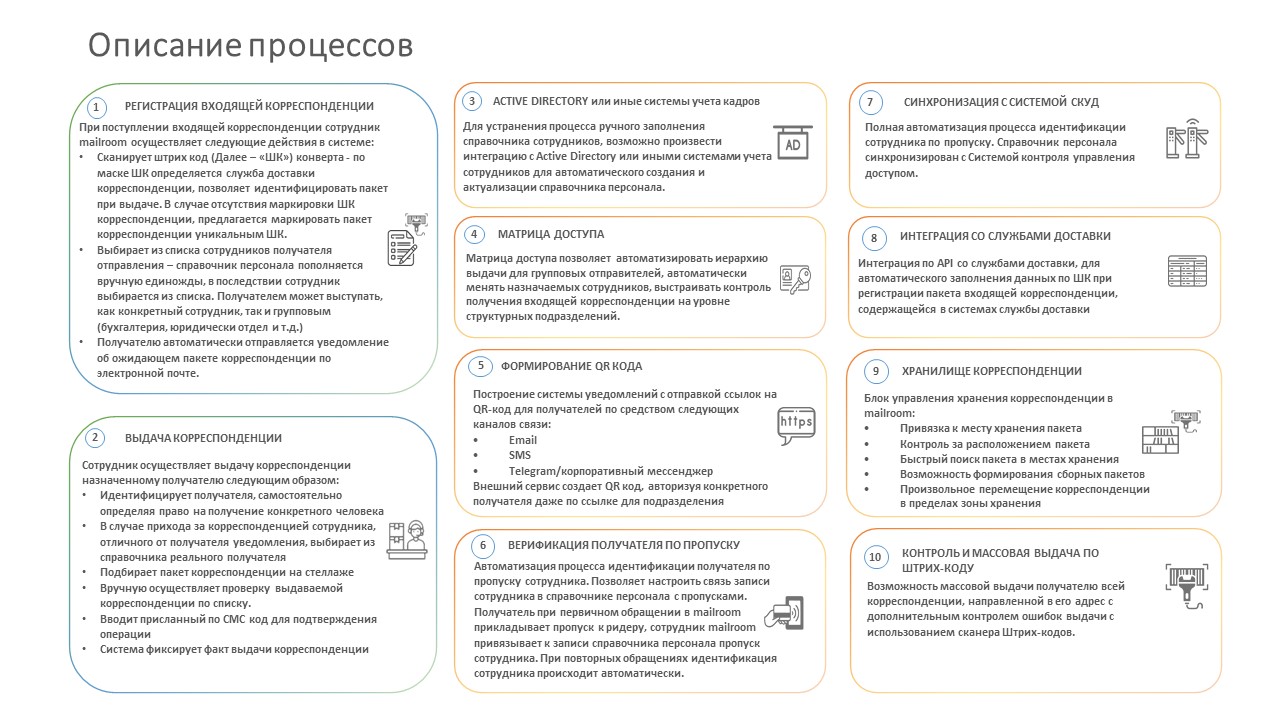 Описание процессов
1
РЕГИСТРАЦИЯ ВХОДЯЩЕЙ КОРРЕСПОНДЕНЦИИ
При поступлении входящей корреспонденции сотрудник
mailroom осуществляет следующие действия в системе:
• Сканирует штрих код (Далее – «ШК») конверта - по
маске ШК определяется служба доставки
корреспонденции, позволяет идентифицировать пакет
при выдаче. В случае отсутствия маркировки ШК
корреспонденции, предлагается маркировать пакет
корреспонденции уникальным ШК.
• Выбирает из списка сотрудников получателя
отправления – справочник персонала пополняется
вручную единожды, в последствии сотрудник
выбирается из списка. Получателем может выступать,
как конкретный сотрудник, так и групповым
(бухгалтерия, юридически отдел и т.д.)
• Получателю автоматически отправляется уведомление
об ожидающем пакете корреспонденции по
электронной почте.
2
ВЫДАЧА КОРРЕСПОНДЕНЦИИ
Сотрудник осуществляет выдачу корреспонденции
назначенному получателю следующим образом:
• Идентифицирует получателя, самостоятельно
определяя право на получение конкретного человека
• В случае прихода за корреспонденцией сотрудника,
отличного от получателя уведомления, выбирает из
справочника реального получателя
• Подбирает пакет корреспонденции на стеллаже
• Вручную осуществляет проверку выдаваемой
корреспонденции по списку.
• Вводит присланный по СМС код для подтверждения
операции
• Система фиксирует факт выдачи корреспонденции
3
ACTIVE DIRECTORY или иные системы учета кадров
Для устранения процесса ручного заполнения
справочника сотрудников, возможно произвести
интеграцию с Active Directory или иными системами учета
сотрудников для автоматического создания и
актуализации справочника персонала.
AD
4
МАТРИЦА ДОСТУПА
Матрица доступа позволяет автоматизировать иерархию
выдачи для групповых отправителей, автоматически
менять назначаемых сотрудников, выстраивать контроль
получения входящей корреспонденции на уровне
структурных подразделений.
5
ФОРМИРОВАНИЕ QR КОДА
Построение системы уведомлений с отправкой ссылок на
QR-код для получателей по средством следующих
каналов связи:
• Email
• SMS
• Telegram/корпоративный мессенджер
Внешний сервис создает QR код, авторизуя конкретного
получателя даже по ссылке для подразделения
https
6
ВЕРИФИКАЦИЯ ПОЛУЧАТЕЛЯ ПО ПРОПУСКУ
Автоматизация процесса идентификации получателя по
пропуску сотрудника. Позволяет настроить связь записи
сотрудника в справочнике персонала с пропусками.
Получатель при первичном обращении в mailroom
прикладывает пропуск к ридеру, сотрудник mailroom
привязывает к записи справочника персонала пропуск
сотрудника. При повторных обращениях идентификация
сотрудника происходит автоматически.
7
СИНХРОНИЗАЦИЯ С СИСТЕМОЙ СКУД
Полная автоматизация процесса идентификации
сотрудника по пропуску. Справочник персонала
синхронизирован с Системой контроля управления
доступом.
8
ИНТЕГРАЦИЯ СО СЛУЖБАМИ ДОСТАВКИ
Интеграция по API со службами доставки, для
автоматического заполнения данных по ШК при
регистрации пакета входящей корреспонденции,
содержащейся в системах службы доставки
9
ХРАНИЛИЩЕ КОРРЕСПОНДЕНЦИИ
Блок управления хранения корреспонденции в
mailroom:
• Привязка к месту хранения пакета
• Контроль за расположением пакета
• Быстрый поиск пакета в местах хранения
• Возможность формирования сборных пакетов
• Произвольное перемещение корреспонденции
в пределах зоны хранения
10
КОНТРОЛЬ И МАССОВАЯ ВЫДАЧА ПО
ШТРИХ-КОДУ
Возможность массовой выдачи получателю всей
корреспонденции, направленной в его адрес с
дополнительным контролем ошибок выдачи с
использованием сканера Штрих-кодов.